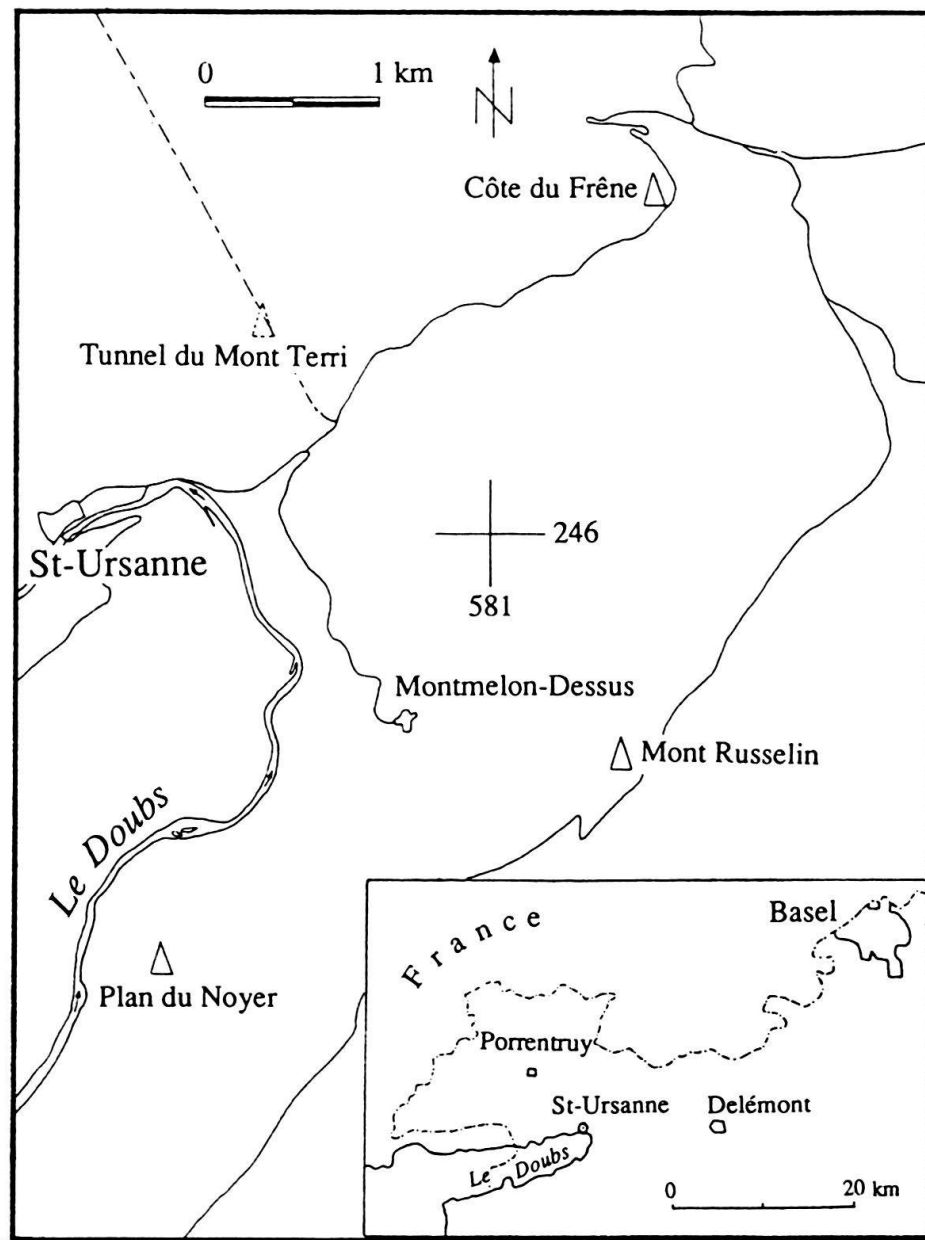 0 1 km
N
Côte du Frêne
Tunnel du Mont Terri
246
St-Ursanne
581
Montmelon-Dessus
Mont Russelin
Le Doubs
Plan du Noyer
France
Basel
Porrentruy
St-Ursanne
Delémont
Le Doubs
0 20 km